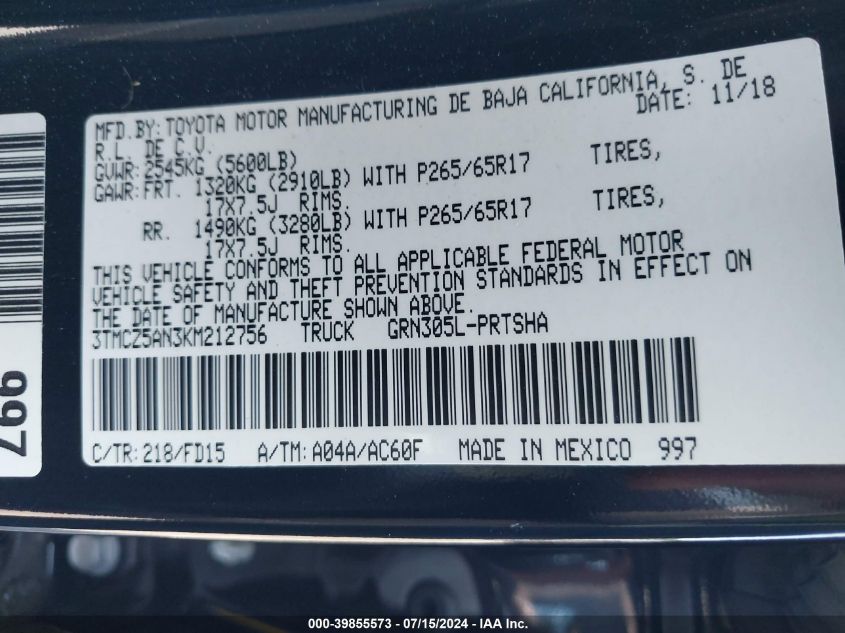 MFD.BY: TOYOTA MOTOR MANUFACTURING DE BAJA CALIFORNIA, S. DE
R.L. DE C.V. DATE: 11/18
GVWR: 2545KG (5600LB)
GAWR: FRT. 1320KG (2910LB) WITH P265/65R17 TIRES,
17X7.5J RIMS.
RR. 1490KG (3280LB) WITH P265/65R17 TIRES,
17X7.5J RIMS.
THIS VEHICLE CONFORMS TO ALL APPLICABLE FEDERAL MOTOR
VEHICLE SAFETY AND THEFT PREVENTION STANDARDS IN EFFECT ON
THE DATE OF MANUFACTURE SHOWN ABOVE.
3TMCZ5AN3KM212756 TRUCK GRN305L-PRTSHA
C/TR: 218/FD15 A/TM: A04A/AC60F MADE IN MEXICO 997
997
000-39855573 - 07/15/2024 - IAA Inc.